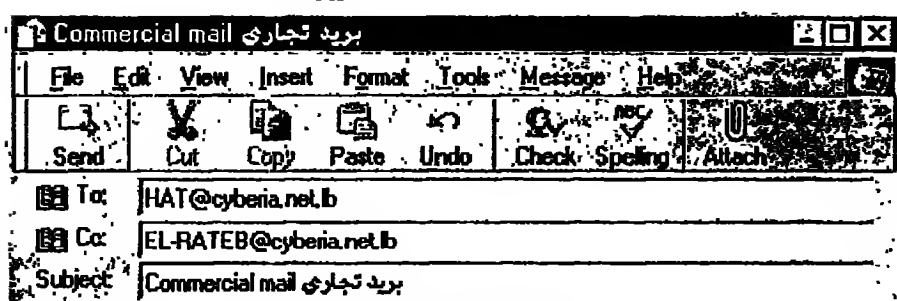 Commercial mail بريد تجاري
File Edit View Insert Format Tools Message Help
Send Cut Copy Paste Undo Check Spelling Attach
To: HAT@cyberia.net.lb
Cc: EL-RATEB@cyberia.net.lb
Subject: Commercial mail بريد تجاري